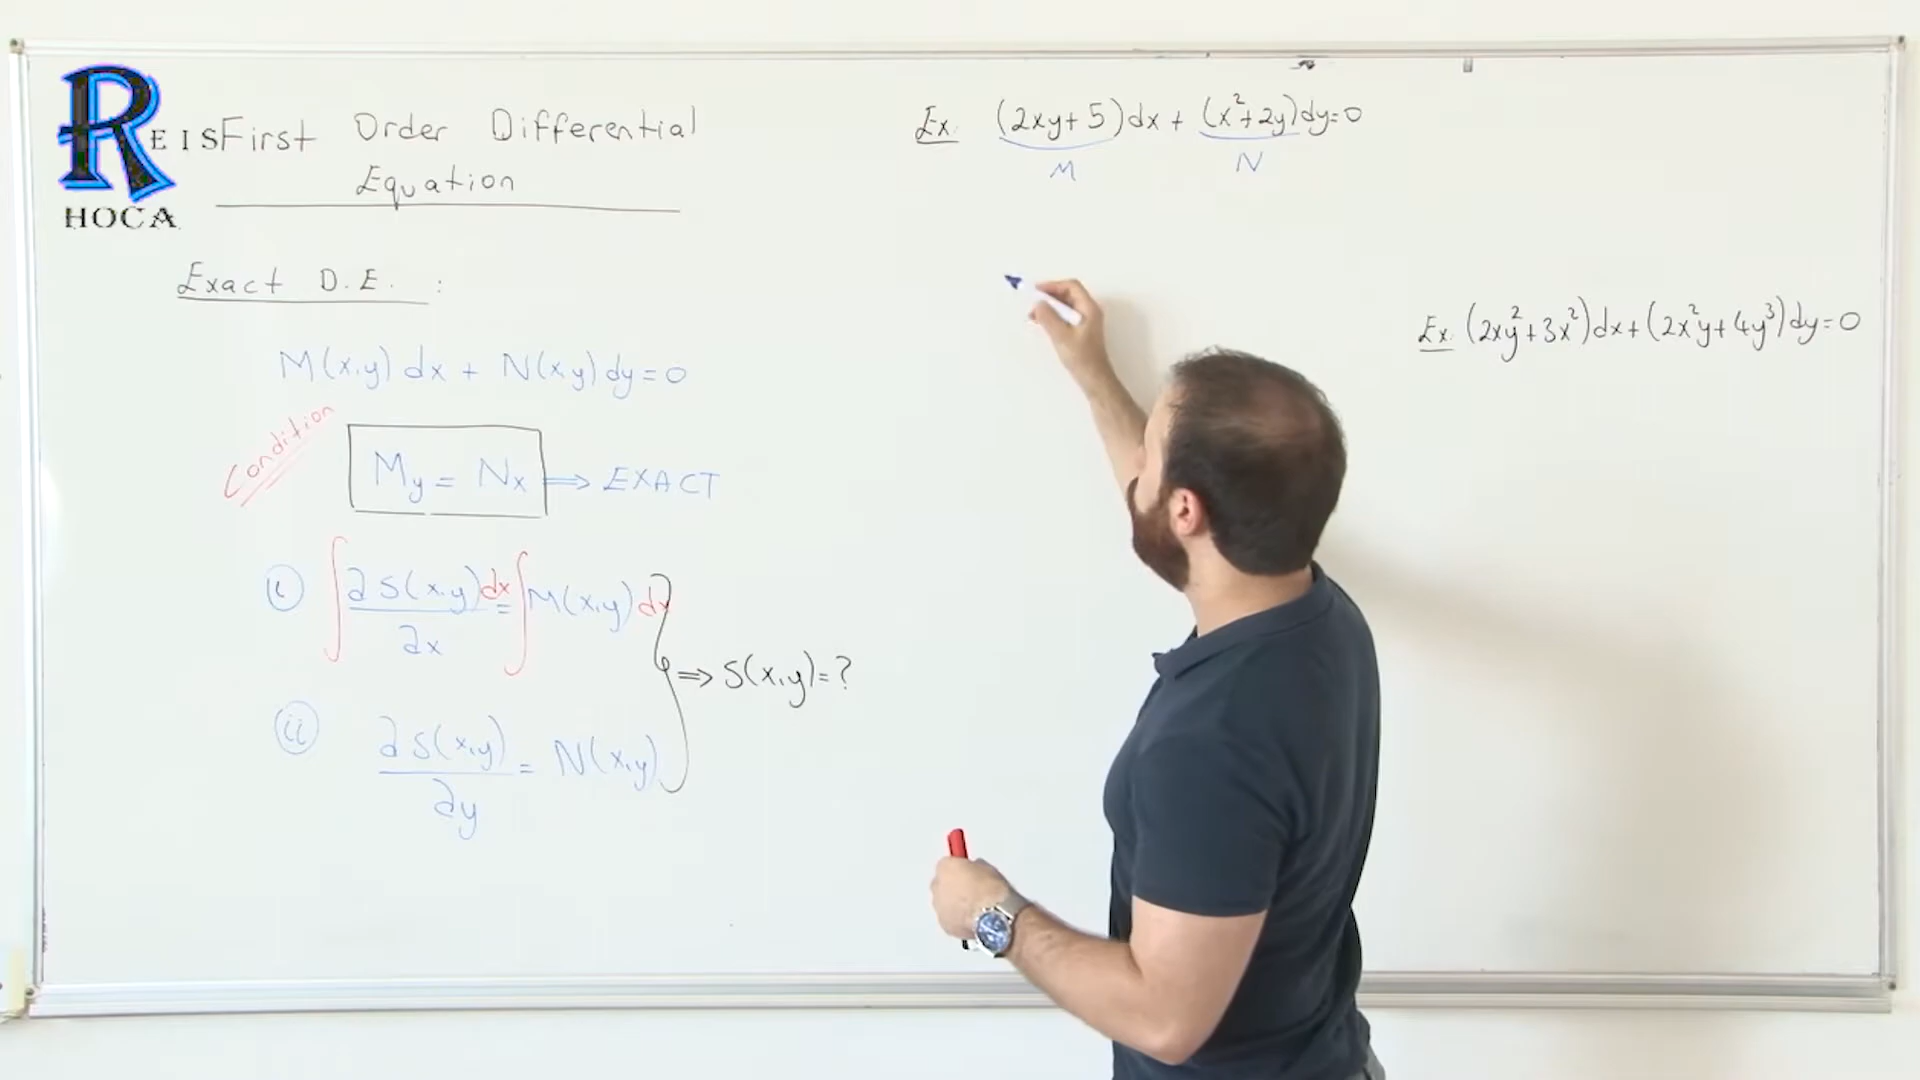 R EIS
HOCA
First Order Differential
Equation
Exact D.E. :
M(x,y) dx + N(x,y) dy = 0
Condition
My = Nx ⟹ EXACT
(i) ∫ ∂S(x,y)/∂x dx = ∫ M(x,y) dx
⟹ S(x,y) = ?
(ii) ∂S(x,y)/∂y = N(x,y)
Ex: (2xy + 5) dx + (x² + 2y) dy = 0
M N
Ex: (2xy² + 3x²) dx + (2x²y + 4y³) dy = 0